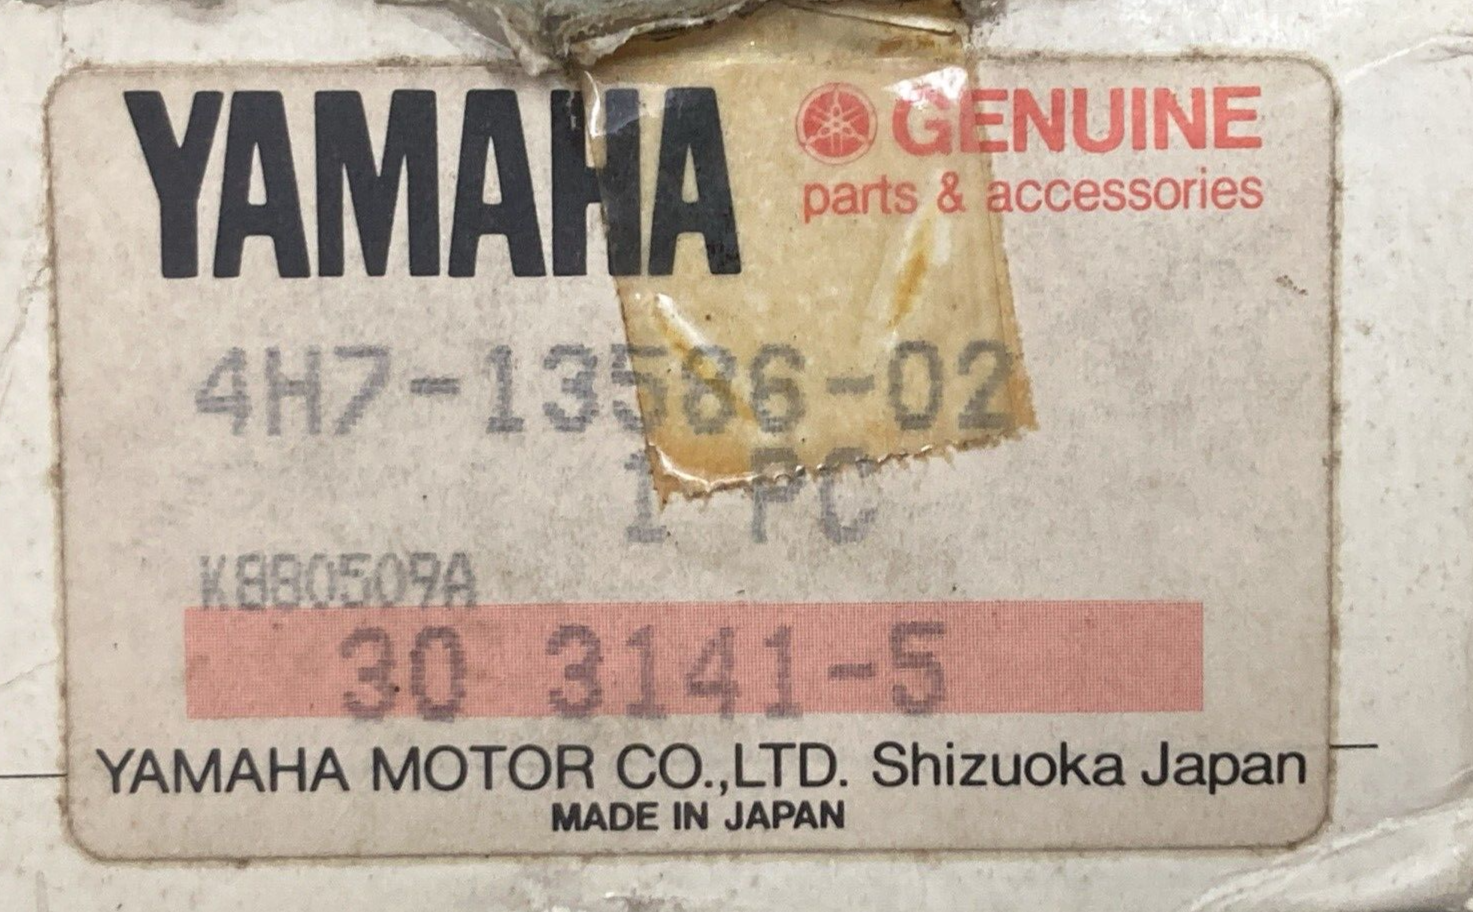 YAMAHA GENUINE
parts & accessories
4H7-13586-02
1 PC
K880509A
30 3141-5
YAMAHA MOTOR CO.,LTD. Shizuoka Japan
MADE IN JAPAN